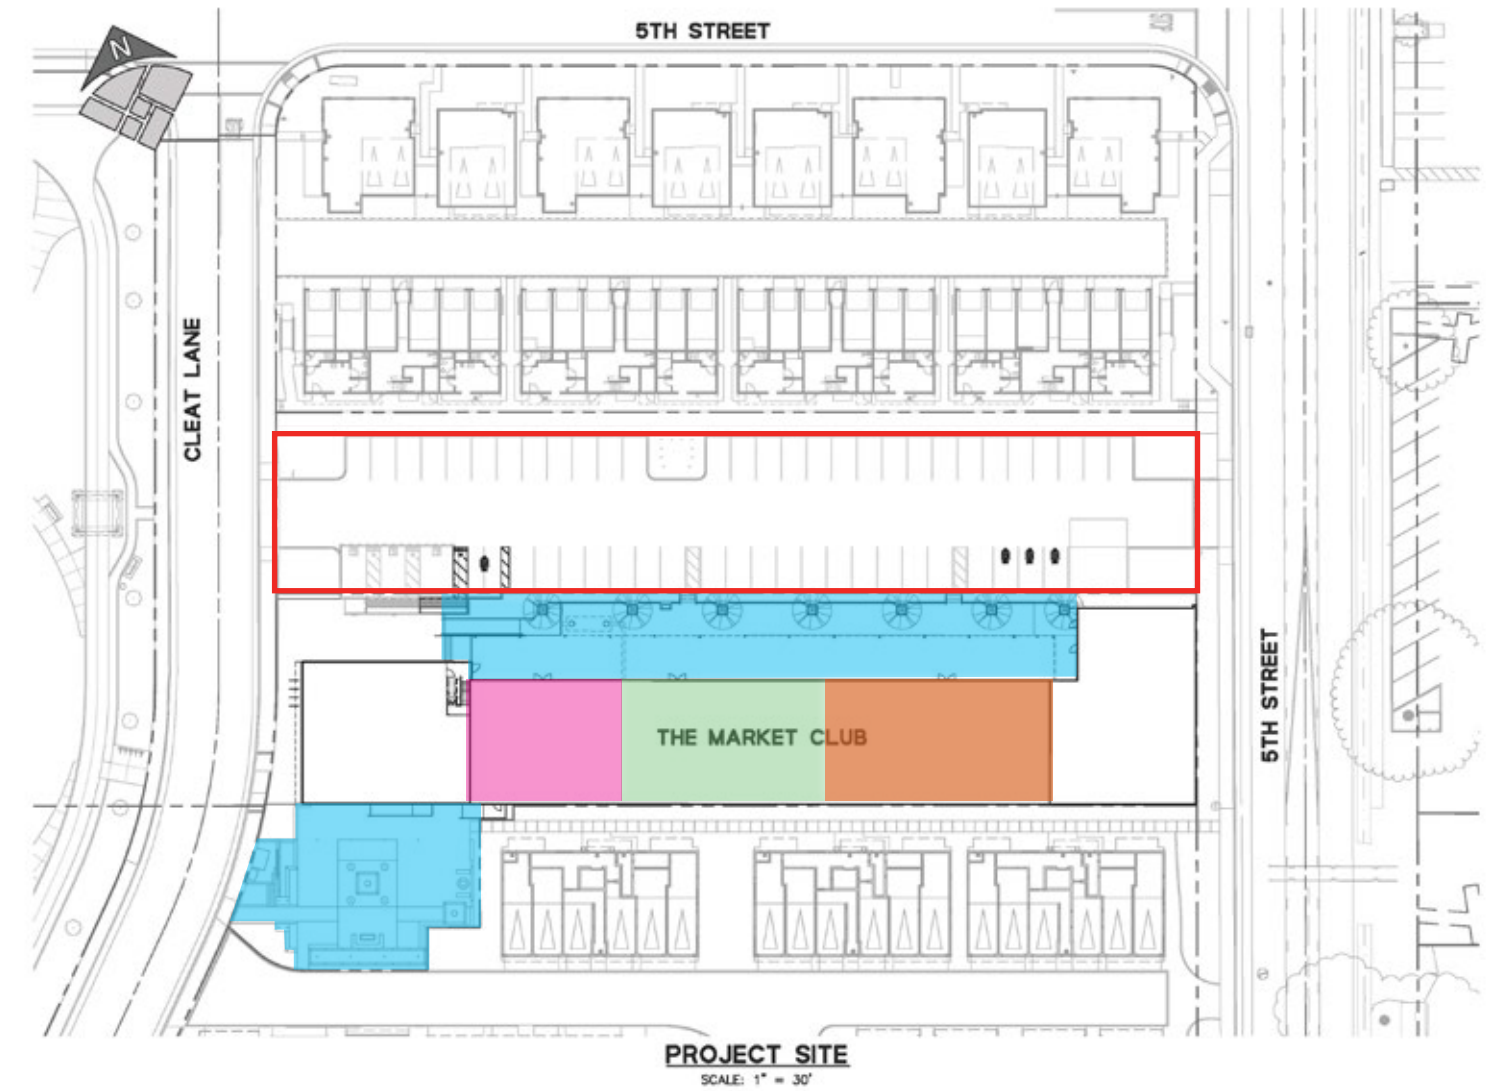 5TH STREET
N
CLEAT LANE
THE MARKET CLUB
5TH STREET
PROJECT SITE
SCALE: 1" = 30'